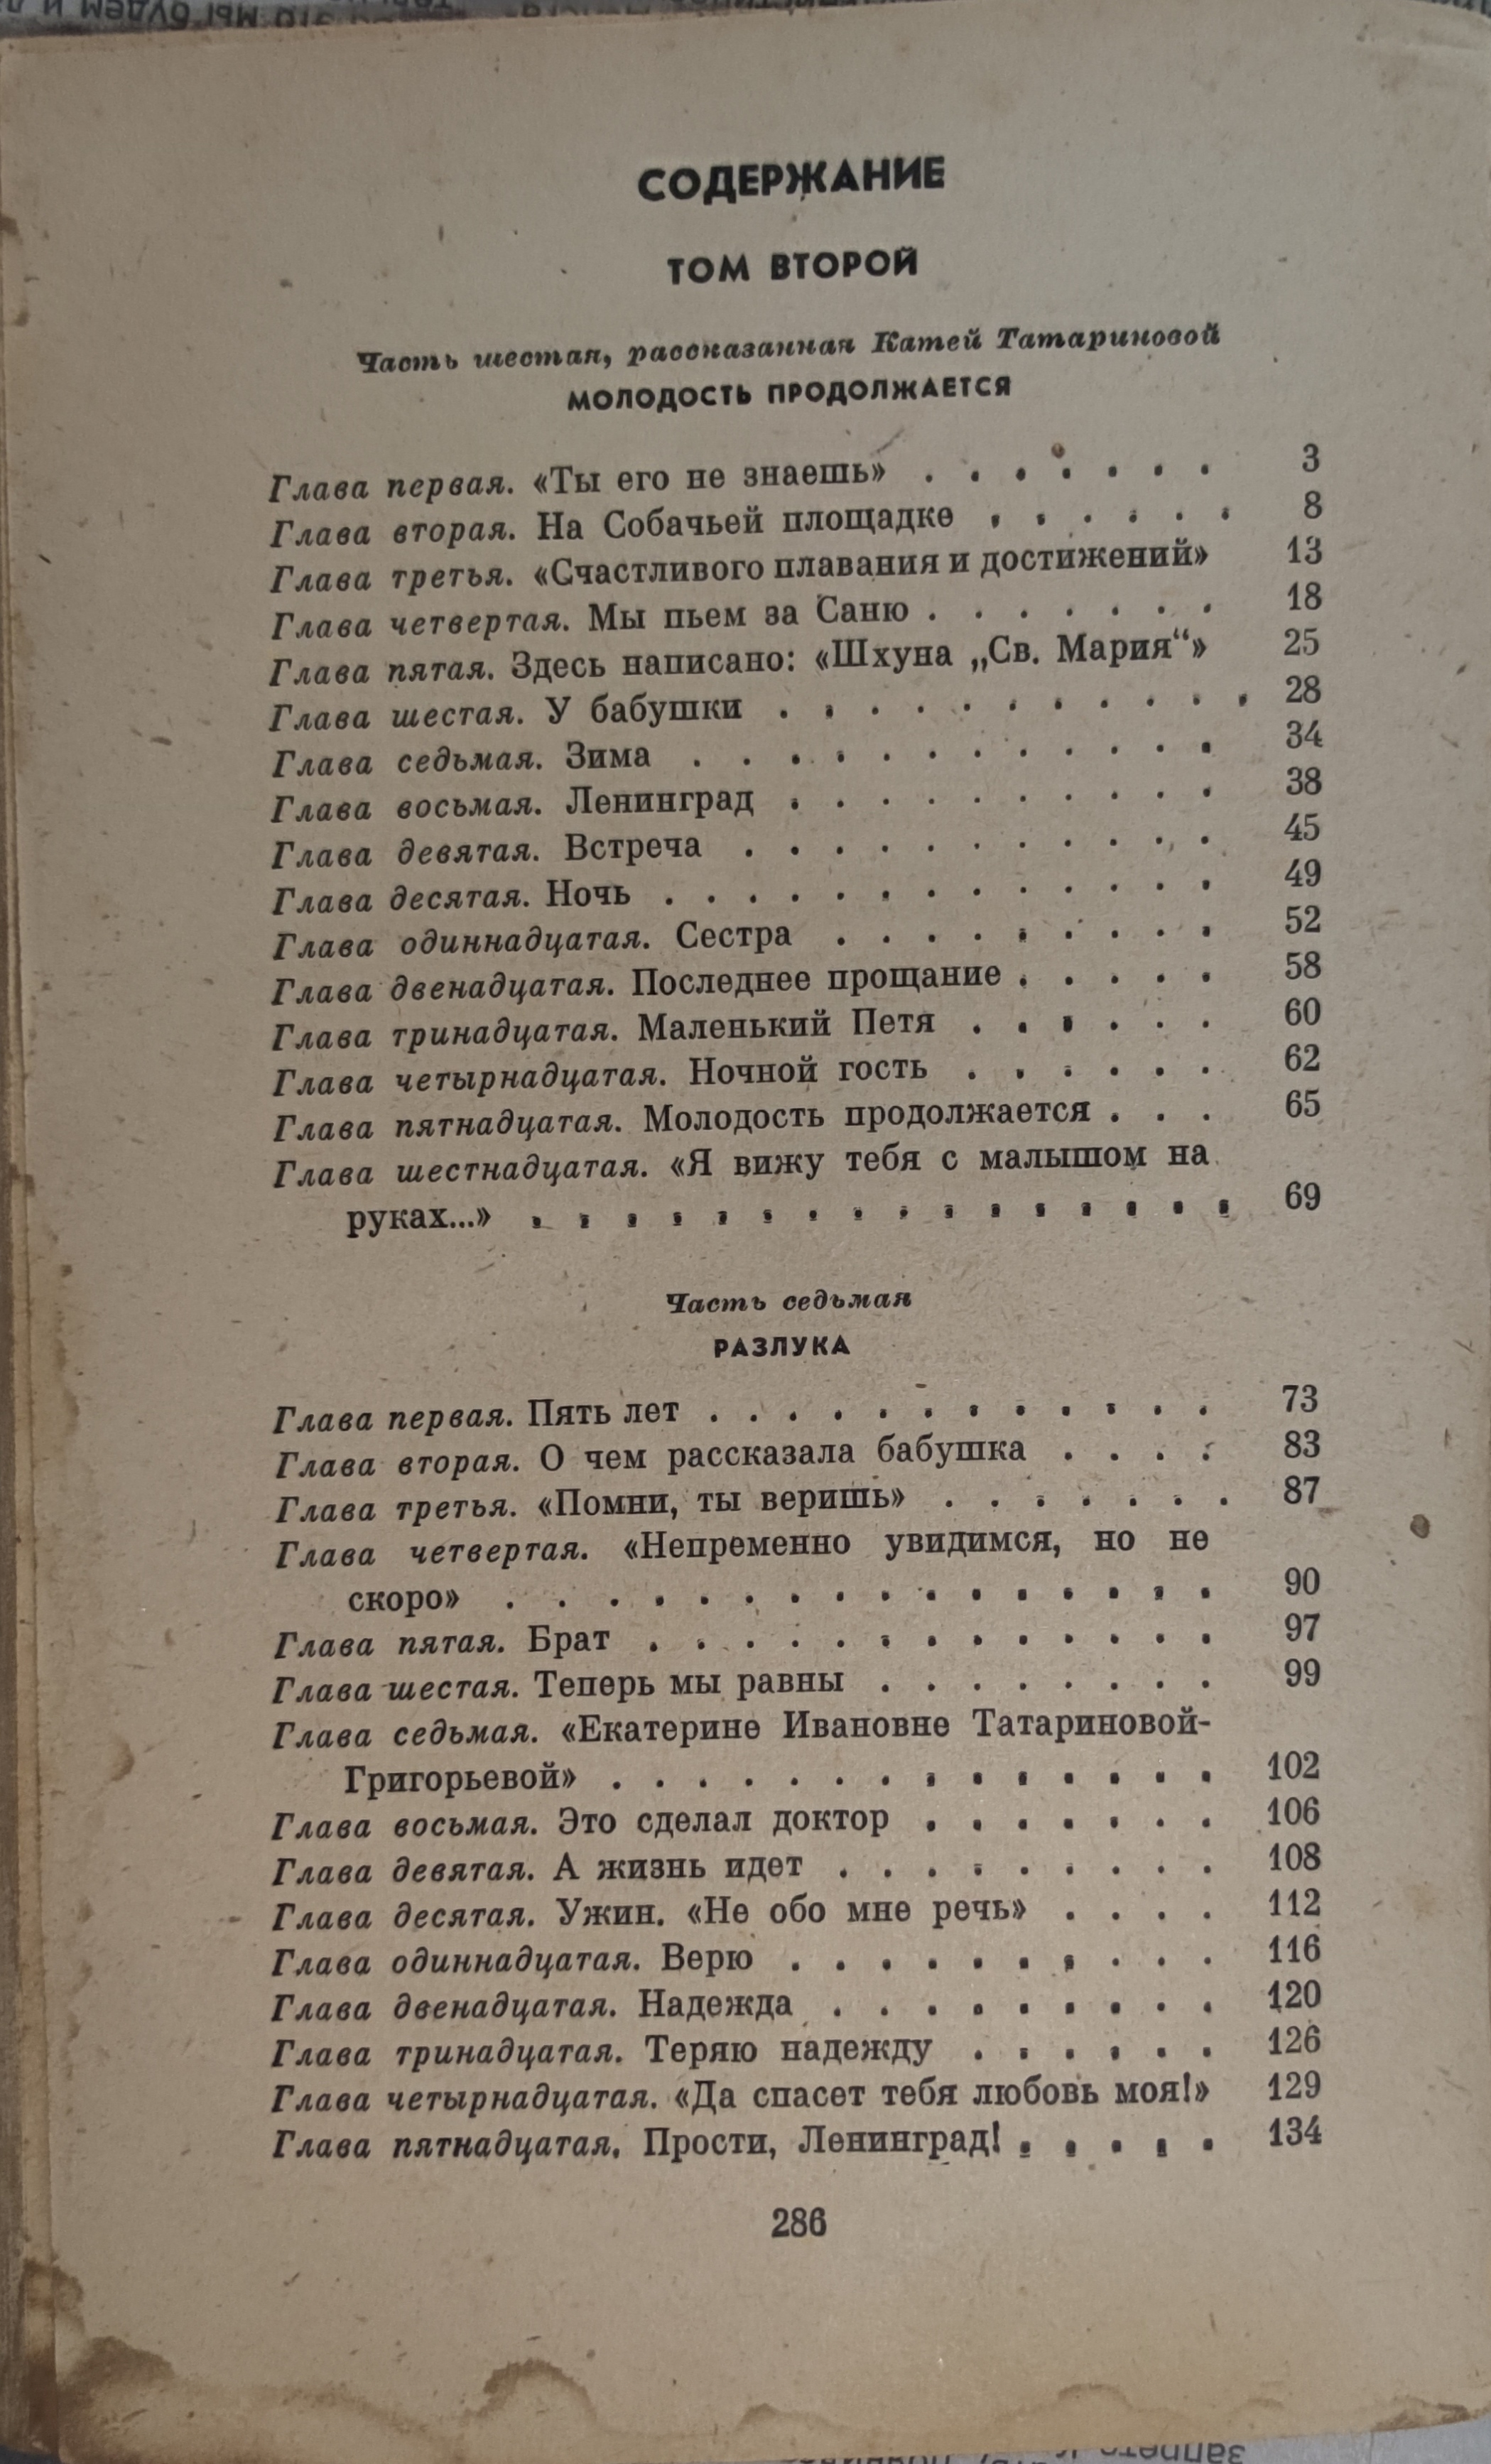 СОДЕРЖАНИЕ
ТОМ ВТОРОЙ
Часть шестая, рассказанная Катей Татариновой
МОЛОДОСТЬ ПРОДОЛЖАЕТСЯ
Глава первая. «Ты его не знаешь» . . . . . . . 3
Глава вторая. На Собачьей площадке . . . . . . 8
Глава третья. «Счастливого плавания и достижений» 13
Глава четвертая. Мы пьем за Саню . . . . . . . 18
Глава пятая. Здесь написано: «Шхуна „Св. Мария“» 25
Глава шестая. У бабушки . . . . . . . . . . . 28
Глава седьмая. Зима . . . . . . . . . . . . 34
Глава восьмая. Ленинград . . . . . . . . . . 38
Глава девятая. Встреча . . . . . . . . . . . 45
Глава десятая. Ночь . . . . . . . . . . . . . 49
Глава одиннадцатая. Сестра . . . . . . . . . 52
Глава двенадцатая. Последнее прощание . . . . . 58
Глава тринадцатая. Маленький Петя . . . . . . 60
Глава четырнадцатая. Ночной гость . . . . . . 62
Глава пятнадцатая. Молодость продолжается . . . 65
Глава шестнадцатая. «Я вижу тебя с малышом на
руках...» . . . . . . . . . . . . . . . . 69
Часть седьмая
РАЗЛУКА
Глава первая. Пять лет . . . . . . . . . . . . 73
Глава вторая. О чем рассказала бабушка . . . . 83
Глава третья. «Помни, ты веришь» . . . . . . . 87
Глава четвертая. «Непременно увидимся, но не
скоро» . . . . . . . . . . . . . . . . 90
Глава пятая. Брат . . . . . . . . . . . . . 97
Глава шестая. Теперь мы равны . . . . . . . . 99
Глава седьмая. «Екатерине Ивановне Татариновой-
Григорьевой» . . . . . . . . . . . . . . 102
Глава восьмая. Это сделал доктор . . . . . . . 106
Глава девятая. А жизнь идет . . . . . . . . . 108
Глава десятая. Ужин. «Не обо мне речь» . . . . 112
Глава одиннадцатая. Верю . . . . . . . . . . 116
Глава двенадцатая. Надежда . . . . . . . . . 120
Глава тринадцатая. Теряю надежду . . . . . . 126
Глава четырнадцатая. «Да спасет тебя любовь моя!» 129
Глава пятнадцатая. Прости, Ленинград! . . . . . 134
286